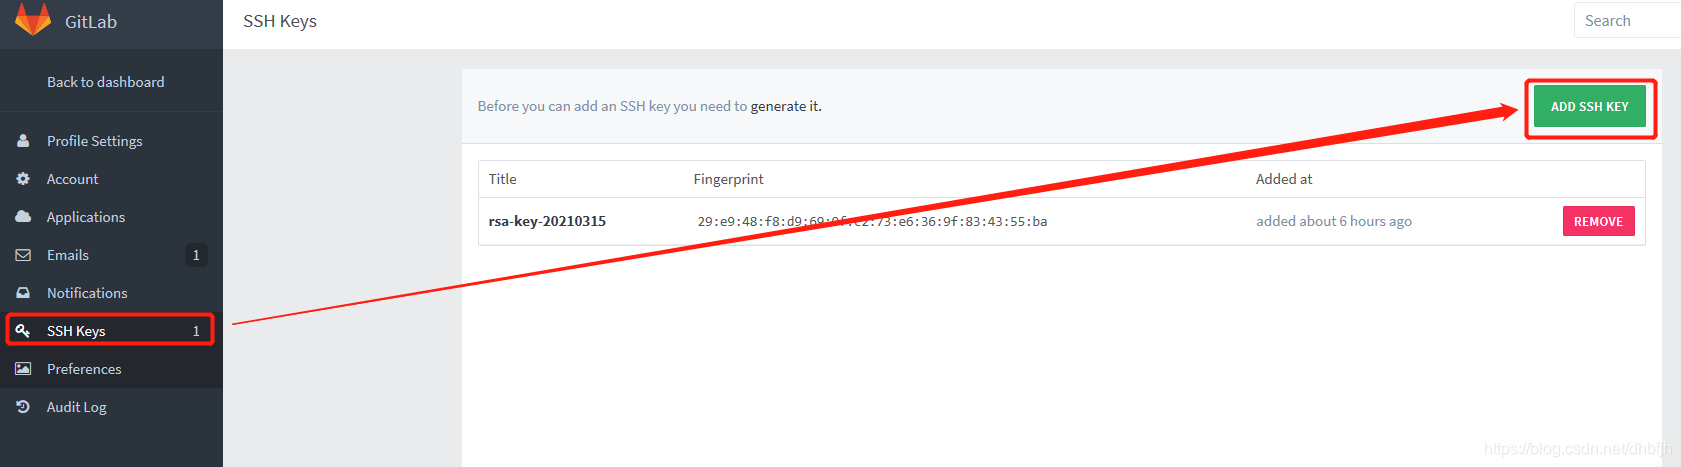 GitLab
SSH Keys
Search
Back to dashboard
Before you can add an SSH key you need to generate it.
ADD SSH KEY
Profile Settings
Account
Applications
Emails 1
Notifications
SSH Keys 1
Preferences
Audit Log
Title Fingerprint Added at
rsa-key-20210315 29:e9:48:f8:d9:69: :73:e6:36:9f:83:43:55:ba added about 6 hours ago REMOVE
https://blog.csdn.net/dhbfjh